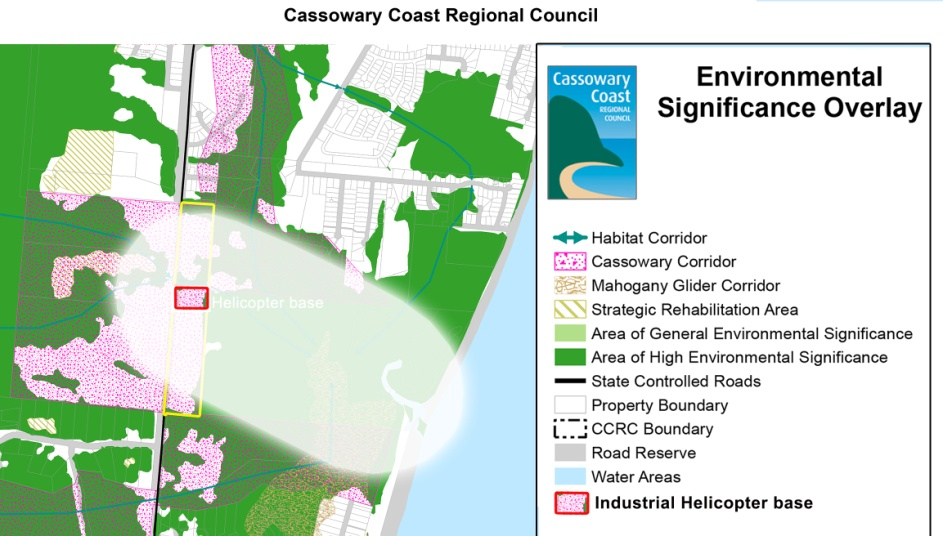 Cassowary Coast Regional Council
Environmental
Significance Overlay
Cassowary
Coast
REGIONAL
COUNCIL
Helicopter base
Habitat Corridor
Cassowary Corridor
Mahogany Glider Corridor
Strategic Rehabilitation Area
Area of General Environmental Significance
Area of High Environmental Significance
State Controlled Roads
Property Boundary
CCRC Boundary
Road Reserve
Water Areas
Industrial Helicopter base